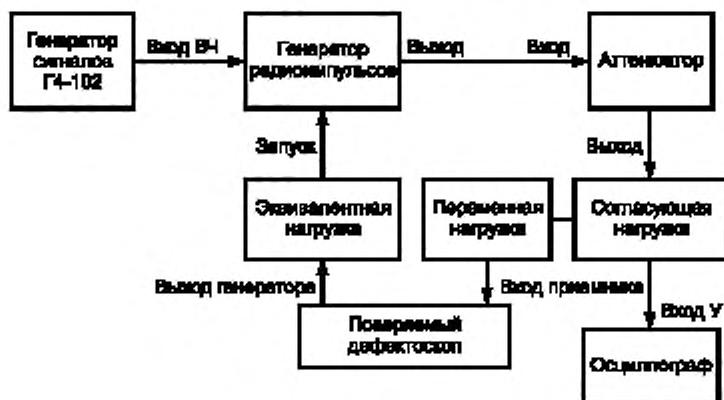 Генератор
сигналов
Г4-102
Вход ВЧ
Генератор
радиоимпульсов
Выход
Вход
Аттенюатор
Запуск
Выход
Эквивалентная
нагрузка
Переменная
нагрузка
Согласующая
нагрузка
Выход генератора
Вход приемника
Вход У
Поверяемый
дефектоскоп
Осциллограф